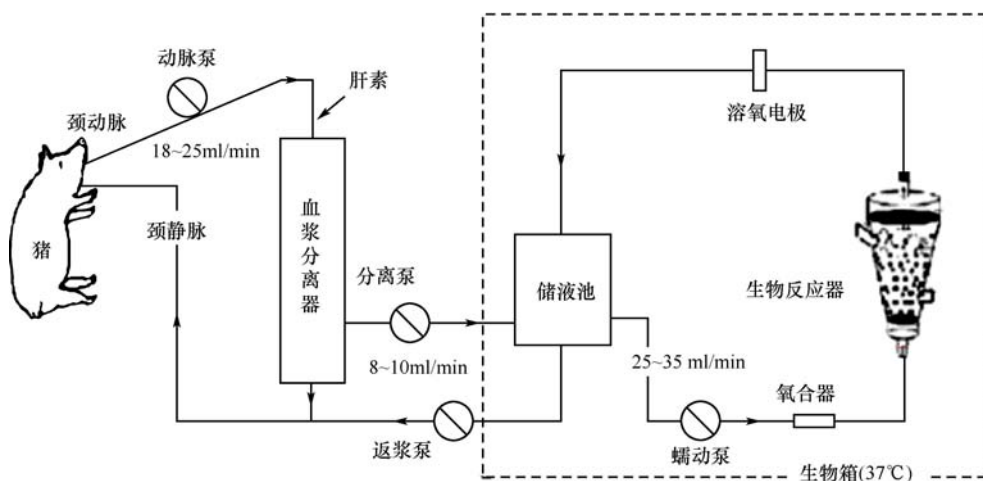 动脉泵
肝素
颈动脉
18~25ml/min
溶氧电极
猪
颈静脉
血浆分离器
分离泵
8~10ml/min
储液池
生物反应器
25~35 ml/min
氧合器
返浆泵
蠕动泵
生物箱(37℃)